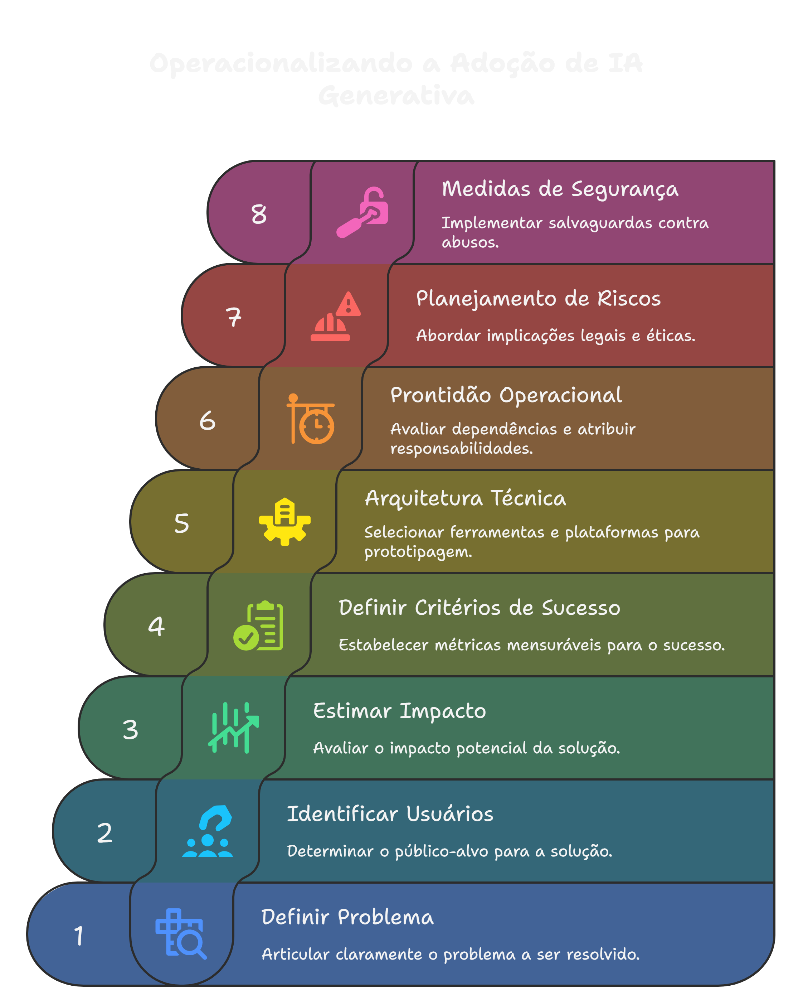 Operacionalizando a Adoção de IA
Generativa
8
Medidas de Segurança
Implementar salvaguardas contra
abusos.
7
Planejamento de Riscos
Abordar implicações legais e éticas.
6
Prontidão Operacional
Avaliar dependências e atribuir
responsabilidades.
5
Arquitetura Técnica
Selecionar ferramentas e plataformas para
prototipagem.
4
Definir Critérios de Sucesso
Estabelecer métricas mensuráveis para o sucesso.
3
Estimar Impacto
Avaliar o impacto potencial da solução.
2
Identificar Usuários
Determinar o público-alvo para a solução.
1
Definir Problema
Articular claramente o problema a ser resolvido.